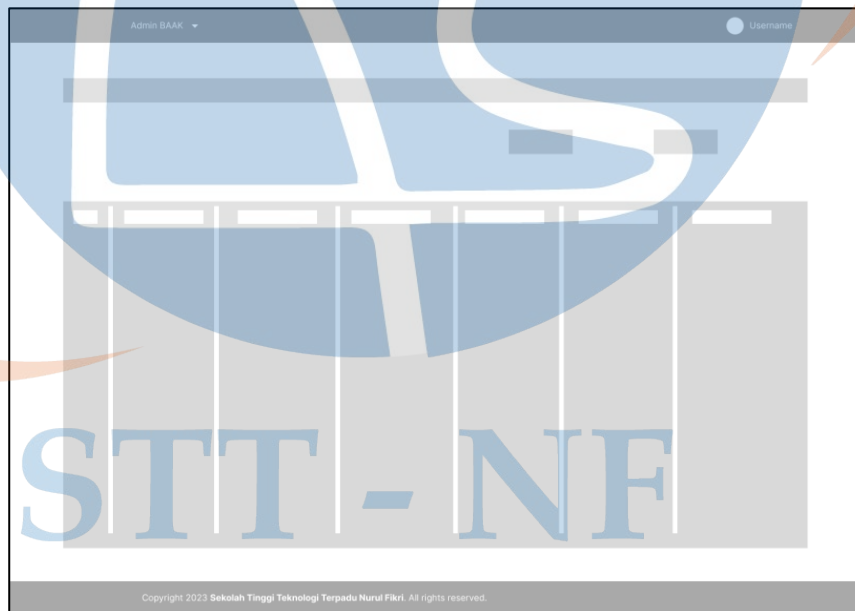 Admin BAAK
Username
STT - NF
Copyright 2023 Sekolah Tinggi Teknologi Terpadu Nurul Fikri. All rights reserved.